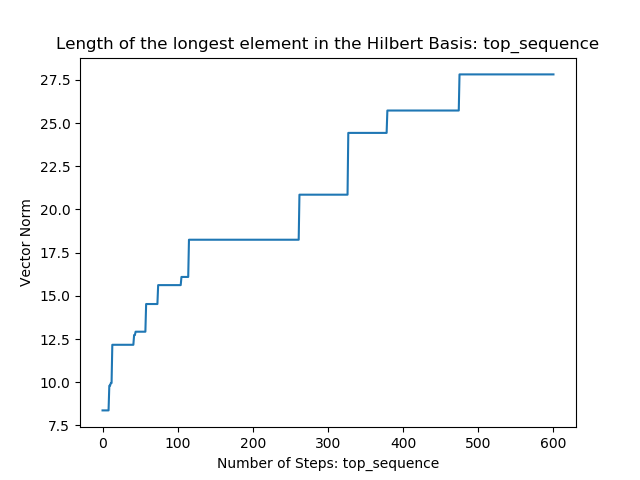 Length of the longest element in the Hilbert Basis: top_sequence
27.5
25.0
22.5
20.0
17.5
15.0
12.5
10.0
7.5
Vector Norm
0 100 200 300 400 500 600
Number of Steps: top_sequence